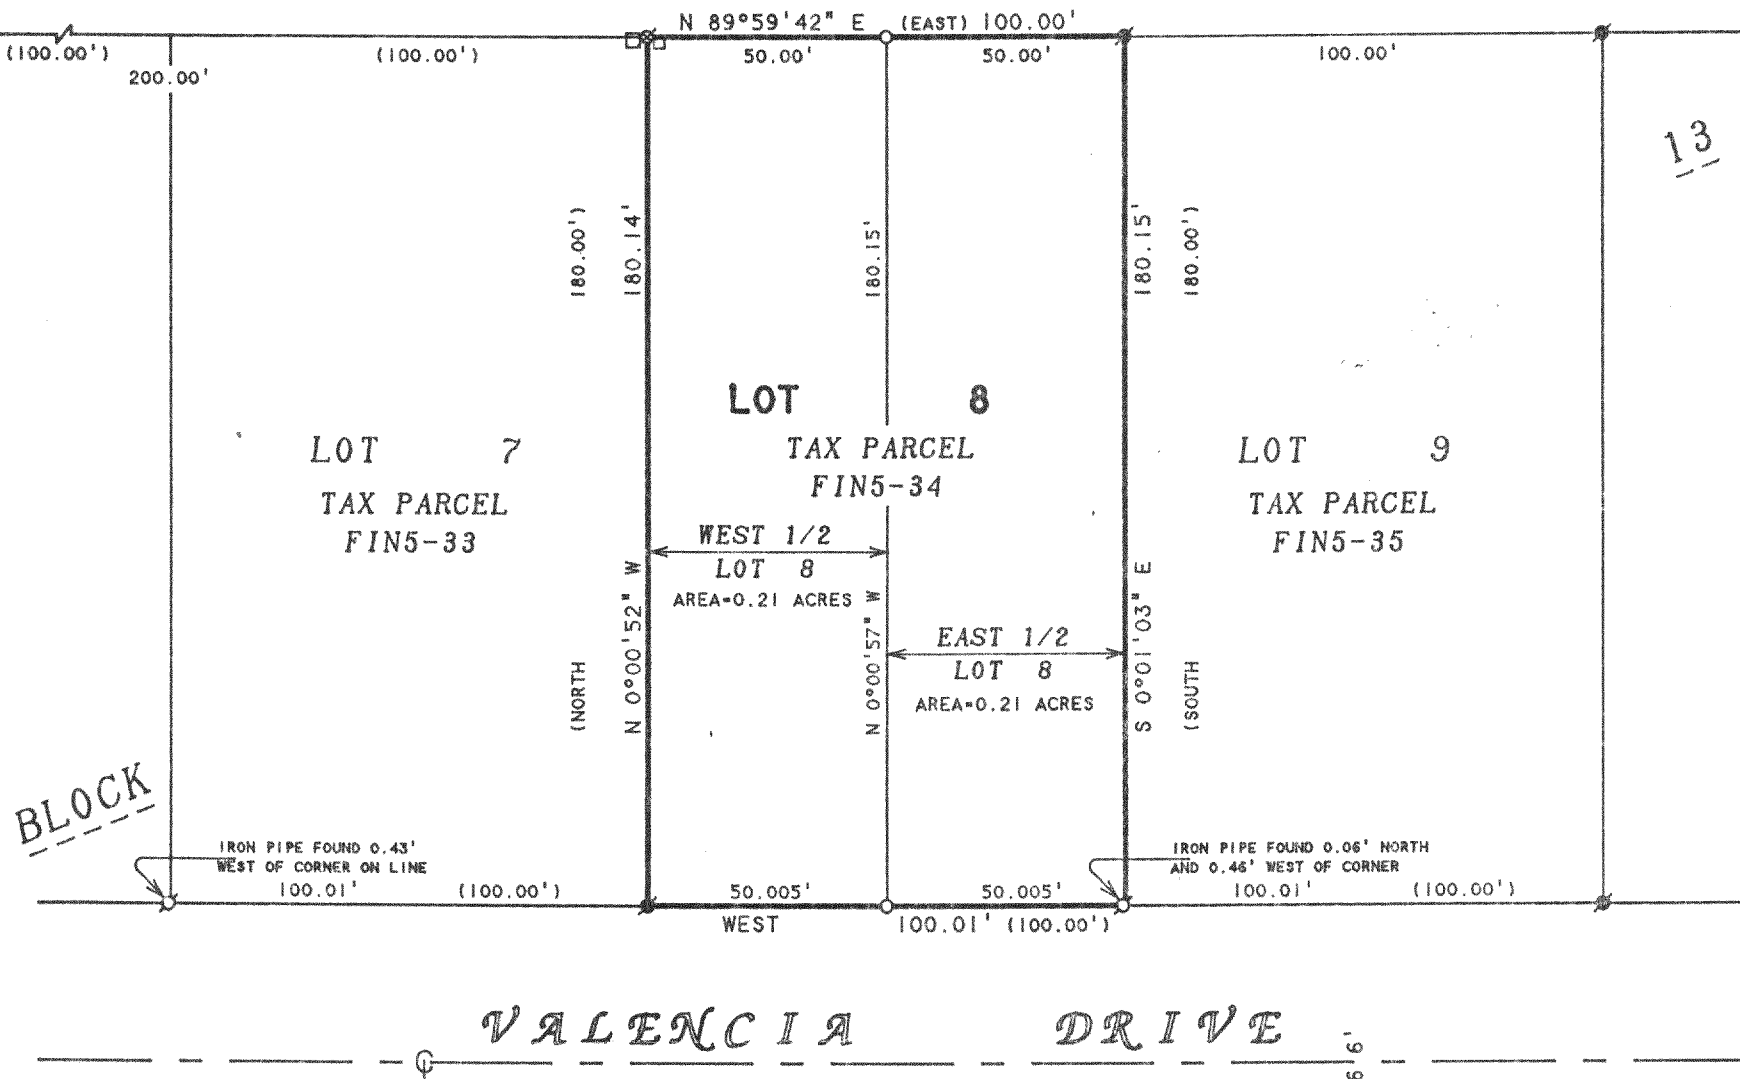 N 89°59'42" E (EAST) 100.00'
(100.00') (100.00') 50.00' 50.00' 100.00'
200.00'
13
180.00')
180.14'
180.15'
180.15'
180.00')
LOT 8
TAX PARCEL
FIN5-34
LOT 7
TAX PARCEL
FIN5-33
LOT 9
TAX PARCEL
FIN5-35
WEST 1/2
LOT 8
AREA=0.21 ACRES
EAST 1/2
LOT 8
AREA=0.21 ACRES
(NORTH
N 0°00'52" W
N 0°00'57" W
S 0°01'03" E
(SOUTH
BLOCK
IRON PIPE FOUND 0.43'
WEST OF CORNER ON LINE
IRON PIPE FOUND 0.06' NORTH
AND 0.46' WEST OF CORNER
100.01' (100.00') 50.005' 50.005' 100.01' (100.00')
WEST 100.01' (100.00')
VALENCIA DRIVE
66'